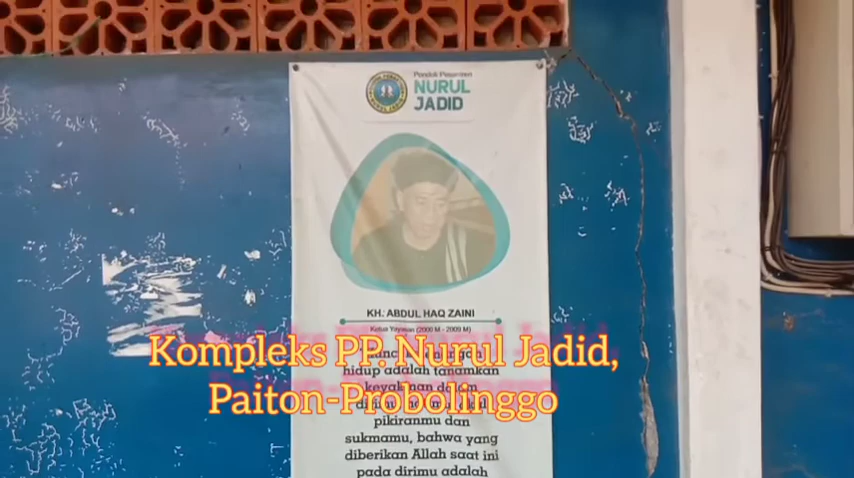 Pondok Pesantren
NURUL
JADID
KH. ABDUL HAQ ZAINI
Ketua Yayasan (2000 M - 2009 M)
Kompleks PP. Nurul Jadid,
hidup adalah tanamkan
Paiton-Probolinggo
pikiranmu dan
sukmamu, bahwa yang
diberikan Allah saat ini
pada dirimu adalah